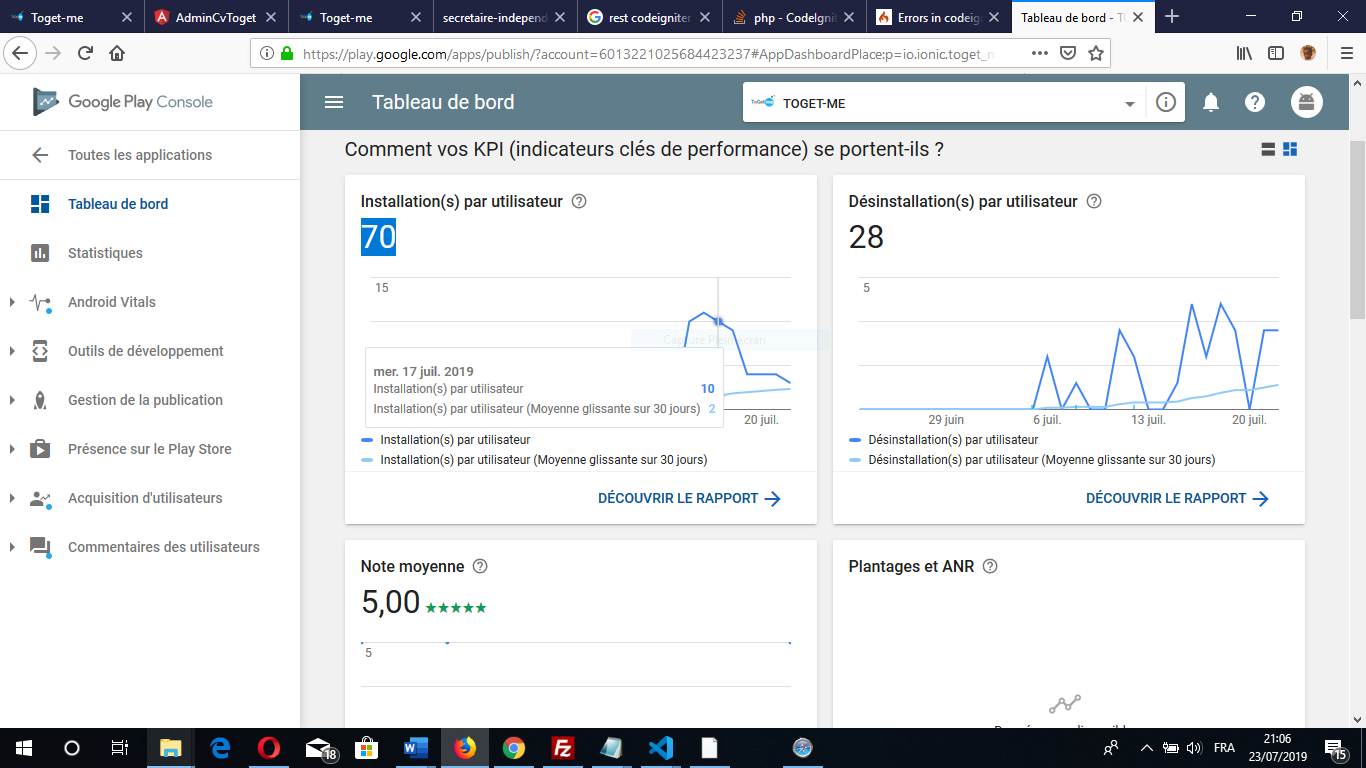 Toget-me
AdminCvToget
Toget-me
secretaire-independ
rest codeigniter
php - CodeIgnit
Errors in codeign
Tableau de bord - T
https://play.google.com/apps/publish/?account=6013221025684423237#AppDashboardPlace:p=io.ionic.toget_m
Google Play Console
Tableau de bord
TOGET-ME
Toutes les applications
Tableau de bord
Statistiques
Android Vitals
Outils de développement
Gestion de la publication
Présence sur le Play Store
Acquisition d'utilisateurs
Commentaires des utilisateurs
Comment vos KPI (indicateurs clés de performance) se portent-ils ?
Installation(s) par utilisateur
70
15
Capture Plein écran
mer. 17 juil. 2019
Installation(s) par utilisateur 10
Installation(s) par utilisateur (Moyenne glissante sur 30 jours) 2
20 juil.
Installation(s) par utilisateur
Installation(s) par utilisateur (Moyenne glissante sur 30 jours)
DÉCOUVRIR LE RAPPORT
Désinstallation(s) par utilisateur
28
5
29 juin 6 juil. 13 juil. 20 juil.
Désinstallation(s) par utilisateur
Désinstallation(s) par utilisateur (Moyenne glissante sur 30 jours)
DÉCOUVRIR LE RAPPORT
Note moyenne
5,00
5
Plantages et ANR
18
FRA
21:06
23/07/2019
15